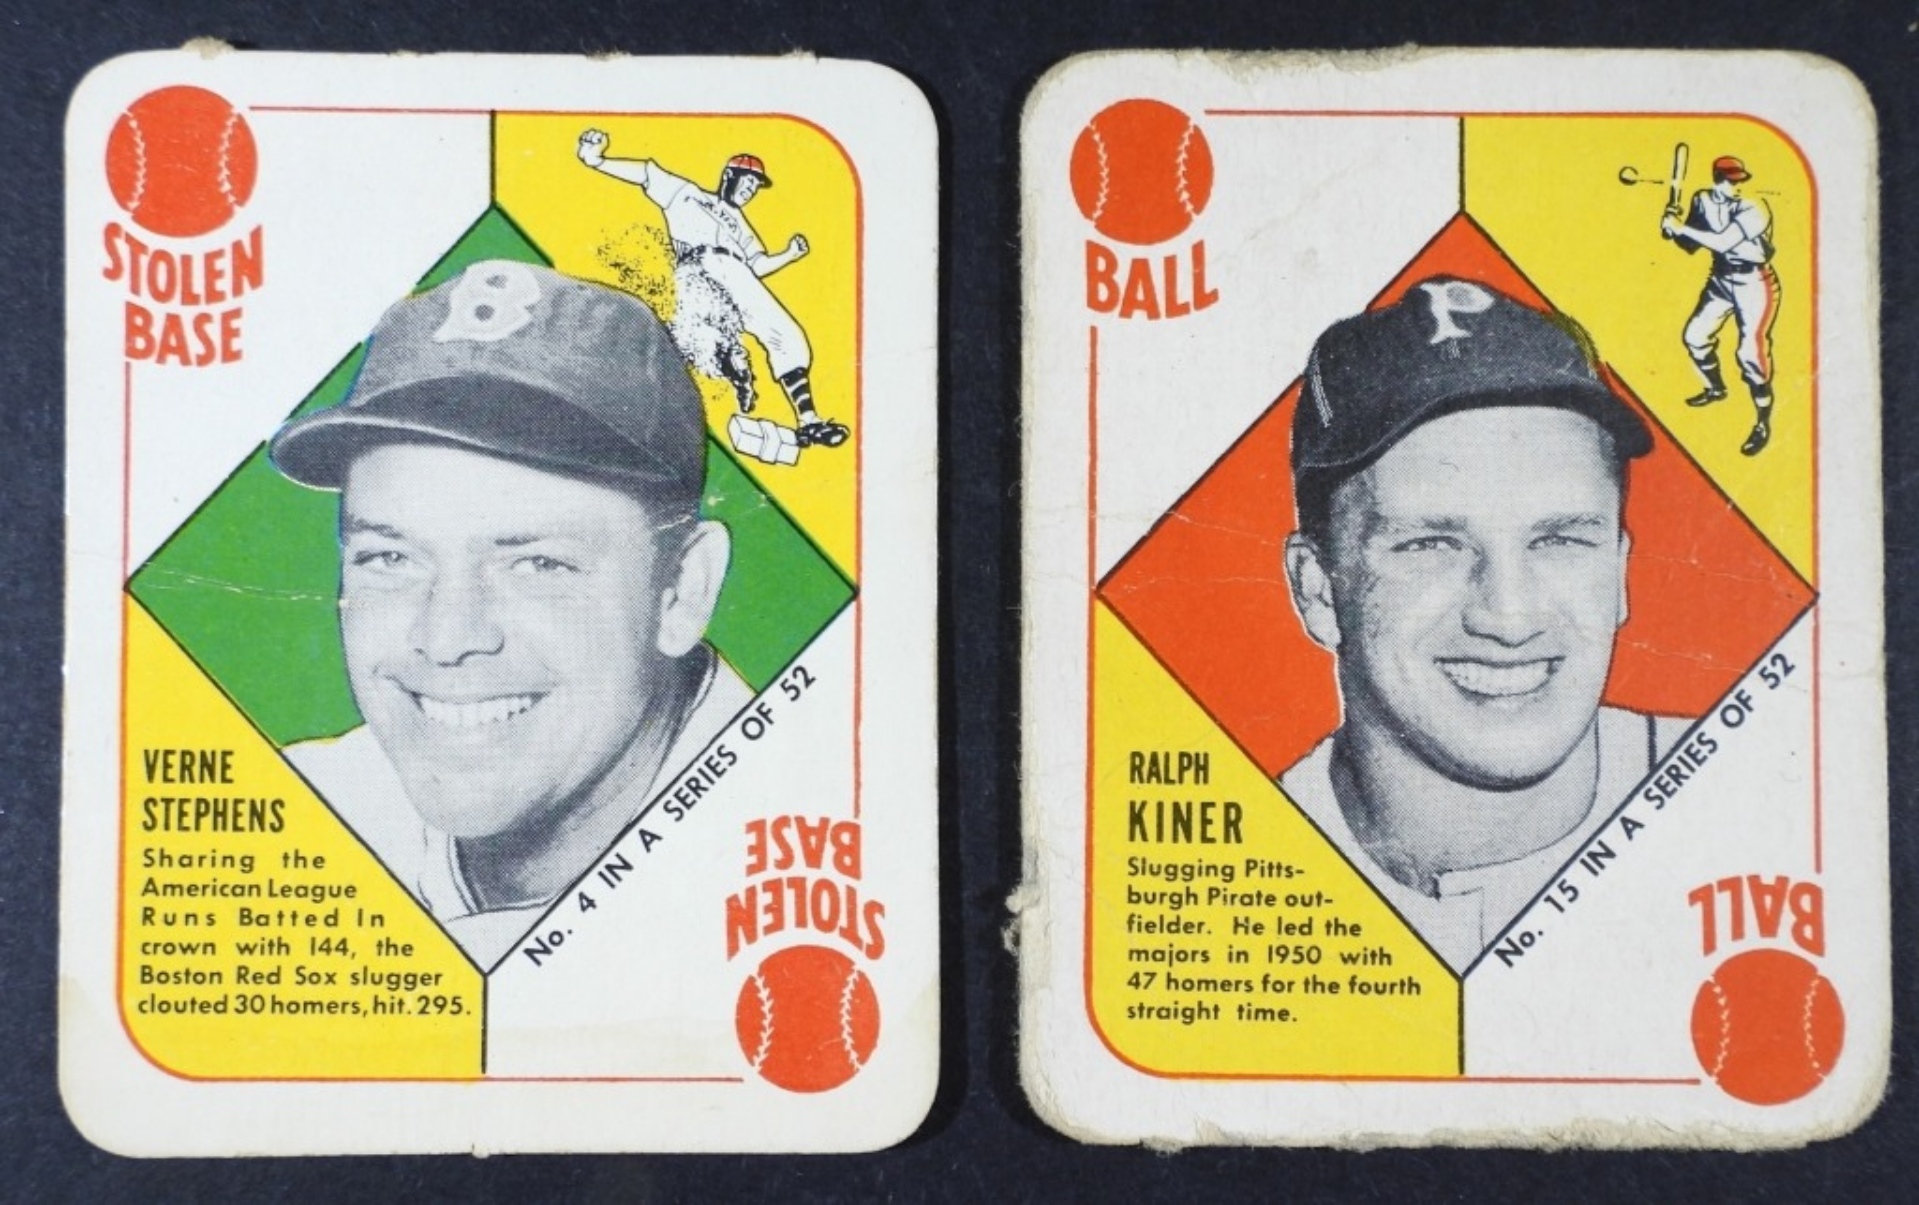 STOLEN
BASE
B
VERNE
STEPHENS
Sharing the
American League
Runs Batted In
crown with 144, the
Boston Red Sox slugger
clouted 30 homers, hit .295.
No. 4 IN A SERIES OF 52
STOLEN
BASE
BALL
P
RALPH
KINER
Slugging Pitts-
burgh Pirate out-
fielder. He led the
majors in 1950 with
47 homers for the fourth
straight time.
No. 15 IN A SERIES OF 52
BALL